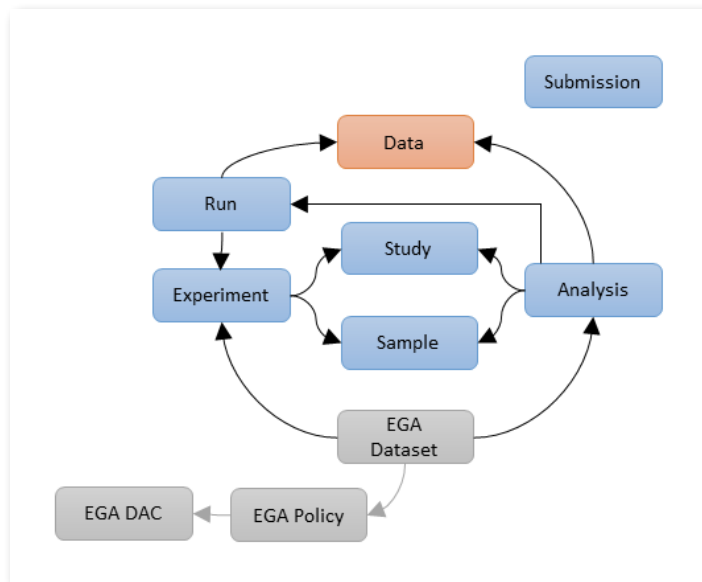 Submission
Data
Run
Study
Experiment
Analysis
Sample
EGA
Dataset
EGA DAC
EGA Policy